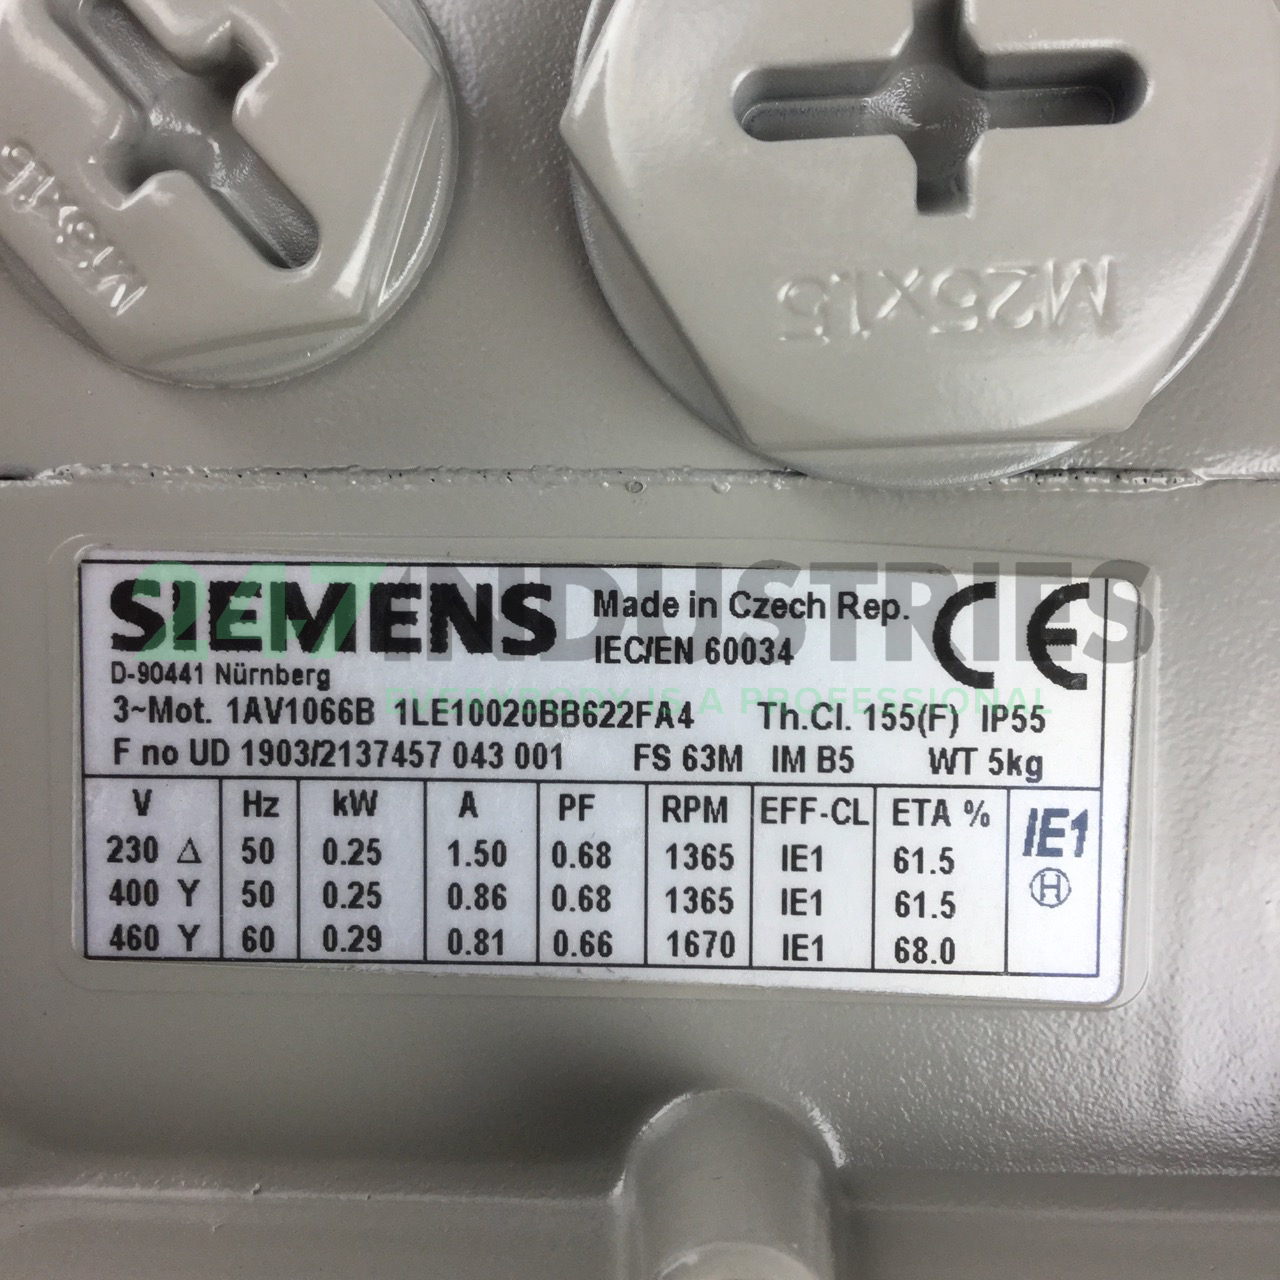 M16x1.5
M25x1.5
247INDUSTRIES
EVERYBODY IS A PROFESSIONAL
SIEMENS Made in Czech Rep. CE
IEC/EN 60034
D-90441 Nürnberg
3~Mot. 1AV1066B 1LE10020BB622FA4 Th.Cl. 155(F) IP55
F no UD 1903/2137457 043 001 FS 63M IM B5 WT 5kg
V Hz kW A PF RPM EFF-CL ETA % IE1
230 Δ 50 0.25 1.50 0.68 1365 IE1 61.5 H
400 Y 50 0.25 0.86 0.68 1365 IE1 61.5
460 Y 60 0.29 0.81 0.66 1670 IE1 68.0